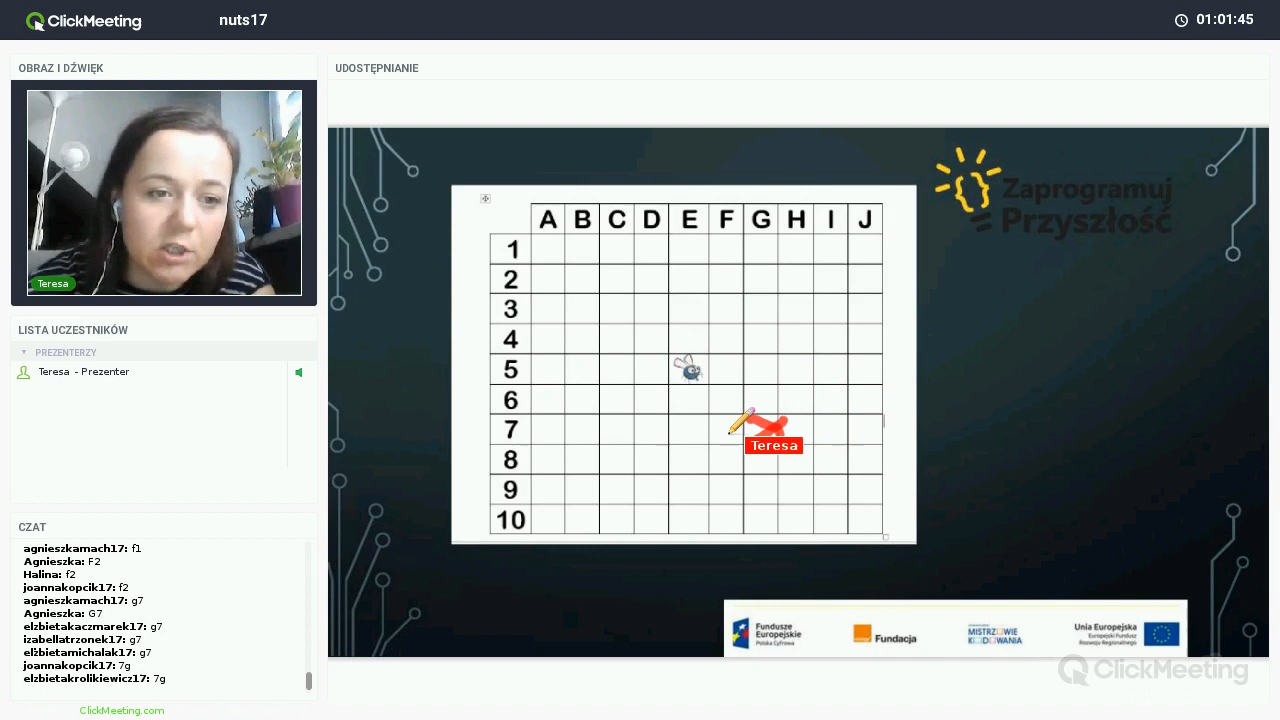 ClickMeeting
nuts17
01:01:45
OBRAZ I DŹWIĘK
UDOSTĘPNIANIE
Teresa
LISTA UCZESTNIKÓW
PREZENTERZY
Teresa - Prezenter
CZAT
agnieszkamach17: f1
Agnieszka: F2
Halina: f2
joannakopcik17: f2
agnieszkamach17: g7
Agnieszka: G7
elzbietakaczmarek17: g7
izabellatrzonek17: g7
elżbietamichalak17: g7
joannakopcik17: 7g
elzbietakrolikiewicz17: 7g
ClickMeeting.com
Zaprogramuj
Przyszłość
A B C D E F G H I J
1
2
3
4
5
6
7
8
9
10
Teresa
Fundusze
Europejskie
Polska Cyfrowa
Fundacja
MISTRZOWIE
KODOWANIA
Unia Europejska
Europejski Fundusz
Rozwoju Regionalnego
ClickMeeting